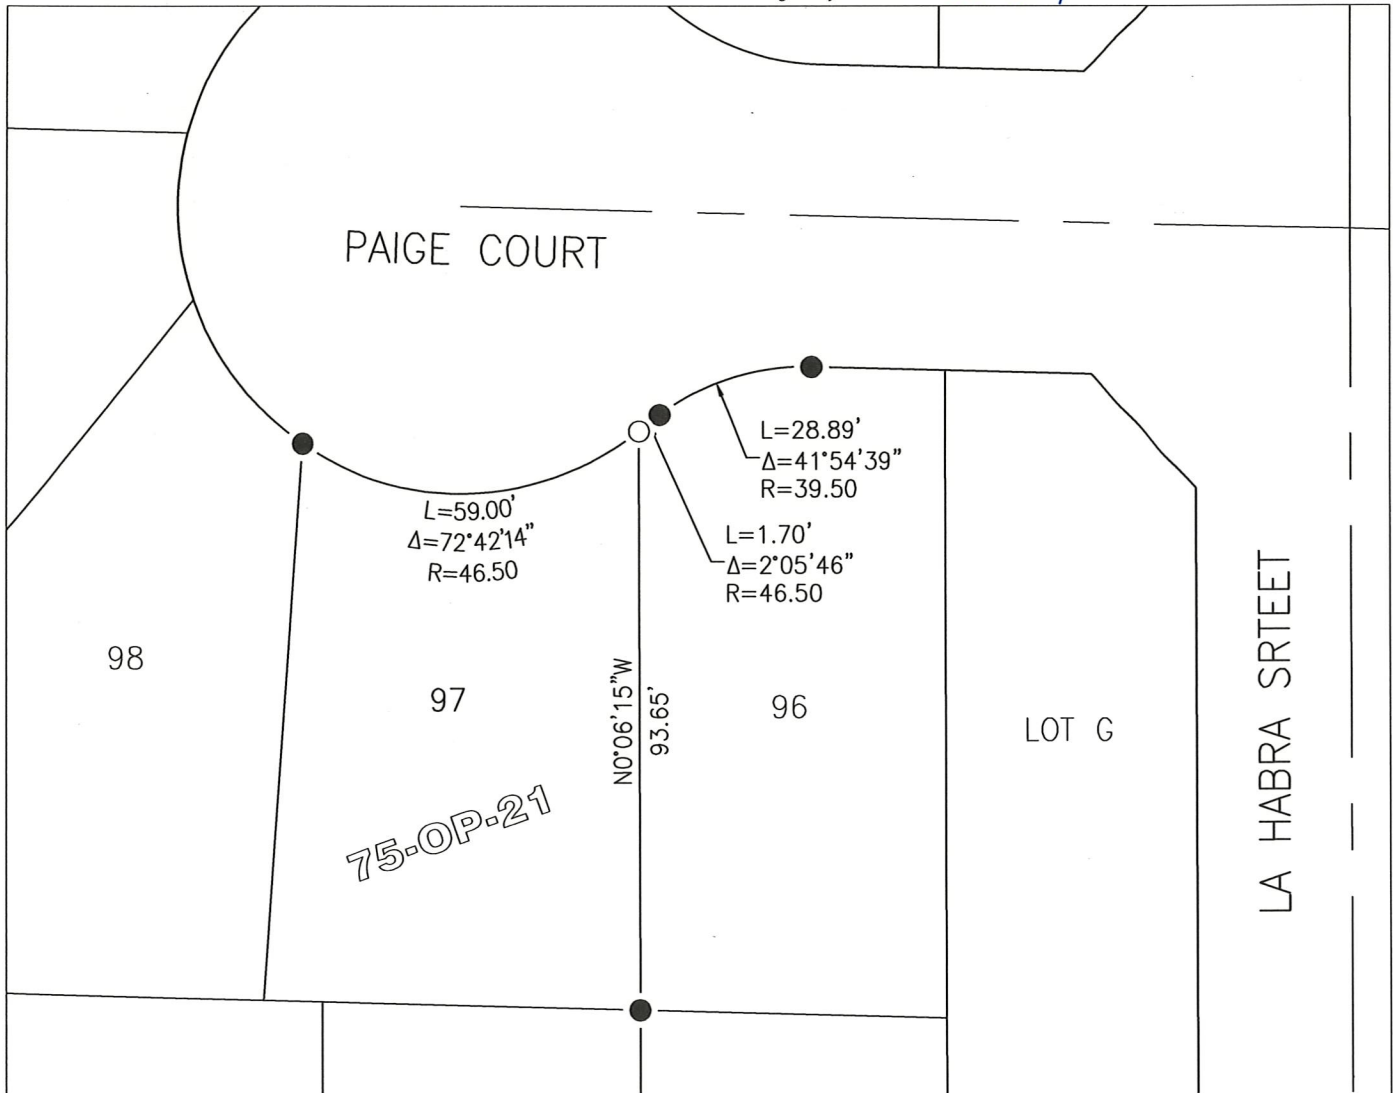 PAIGE COURT
L=28.89'
Δ=41°54'39"
R=39.50
L=59.00'
Δ=72°42'14"
R=46.50
L=1.70'
Δ=2°05'46"
R=46.50
98
97
N0°06'15"W
93.65'
96
LOT G
LA HABRA SRTEET
75-OP-21